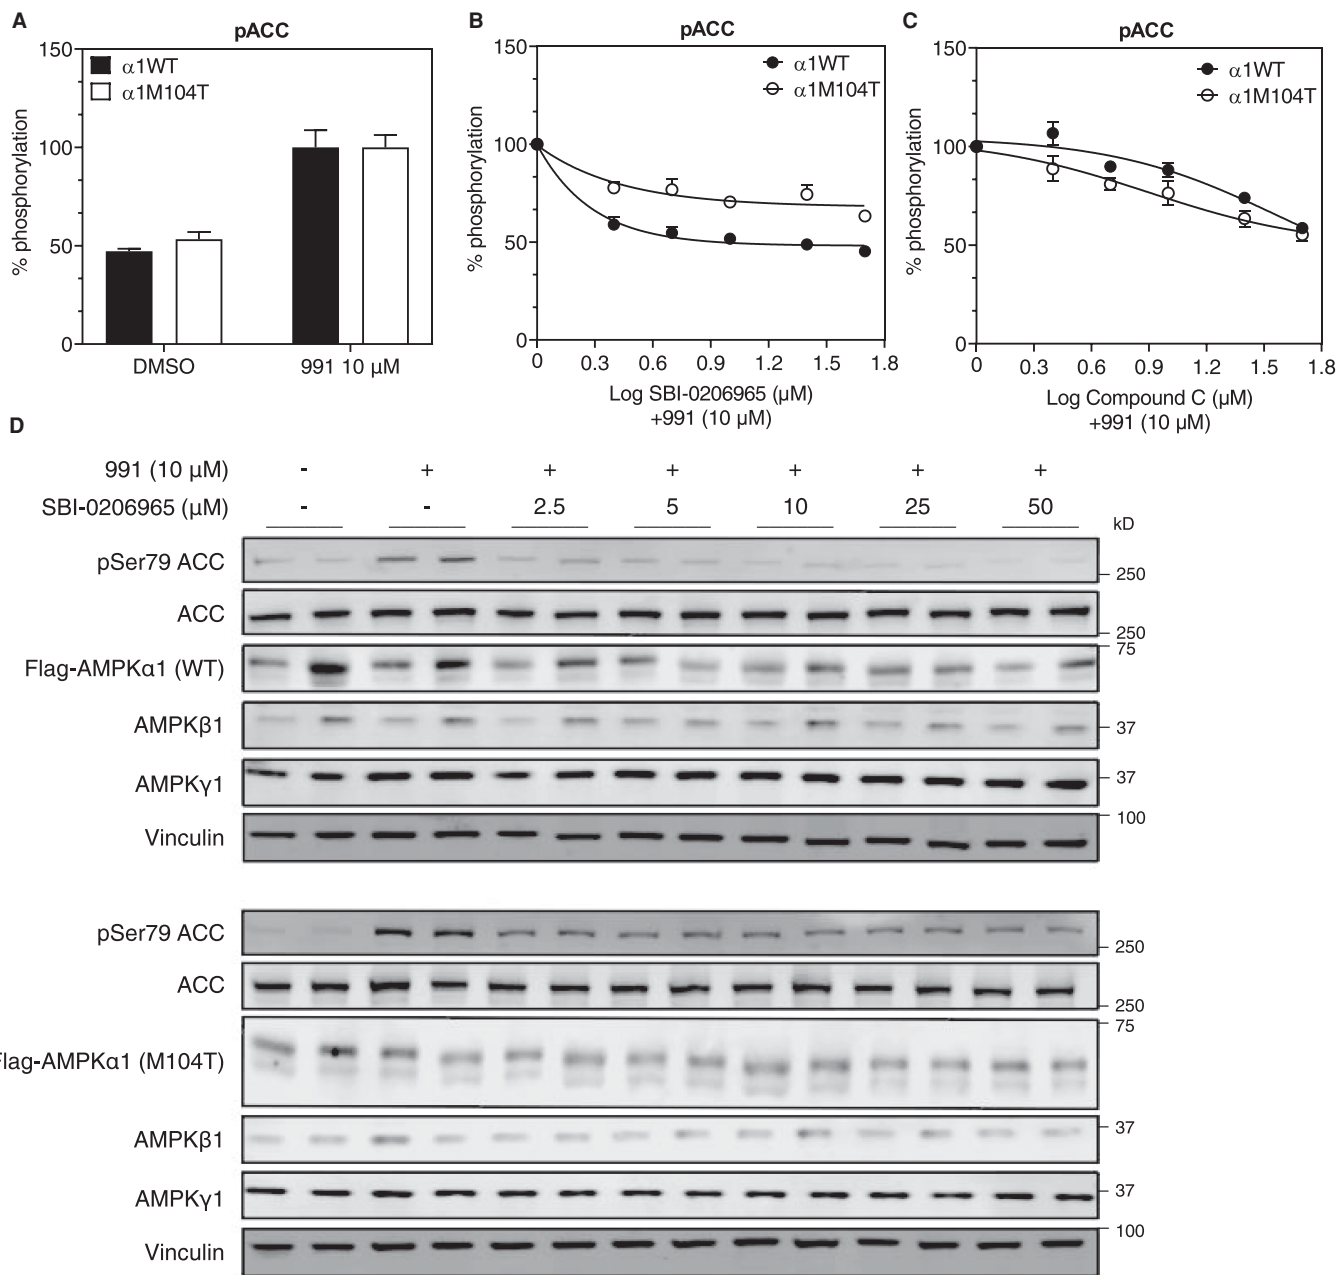 A
pACC
150
100
50
0
% phosphorylation
α1WT
α1M104T
DMSO
991 10 µM
B
pACC
150
100
50
0
% phosphorylation
α1WT
α1M104T
0 0.3 0.6 0.9 1.2 1.5 1.8
Log SBI-0206965 (µM)
+991 (10 µM)
C
pACC
150
100
50
0
% phosphorylation
α1WT
α1M104T
0 0.3 0.6 0.9 1.2 1.5 1.8
Log Compound C (µM)
+991 (10 µM)
D
991 (10 µM) - + + + + + +
SBI-0206965 (µM) - - 2.5 5 10 25 50
kD
pSer79 ACC 250
ACC 250
Flag-AMPKα1 (WT) 75
AMPKβ1 37
AMPKγ1 37
Vinculin 100
pSer79 ACC 250
ACC 250
lag-AMPKα1 (M104T) 75
AMPKβ1 37
AMPKγ1 37
Vinculin 100